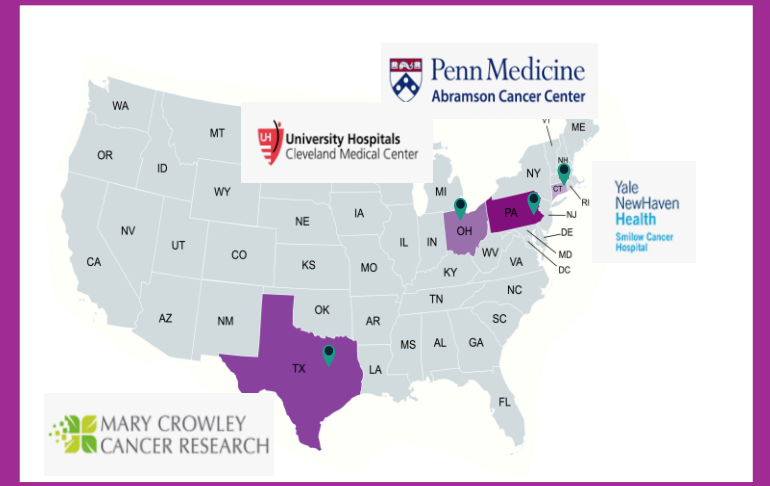 Penn Medicine
Abramson Cancer Center
UH
University Hospitals
Cleveland Medical Center
Yale
NewHaven
Health
Smilow Cancer
Hospital
MARY CROWLEY
CANCER RESEARCH
WA
MT
VT
ME
OR
ID
NH
WY
MI
NY
CT
RI
NE
IA
PA
NJ
NV
UT
CO
IL
IN
OH
DE
WV
MD
CA
KS
MO
VA
DC
KY
AZ
NM
OK
TN
NC
AR
SC
MS
AL
GA
TX
LA
FL